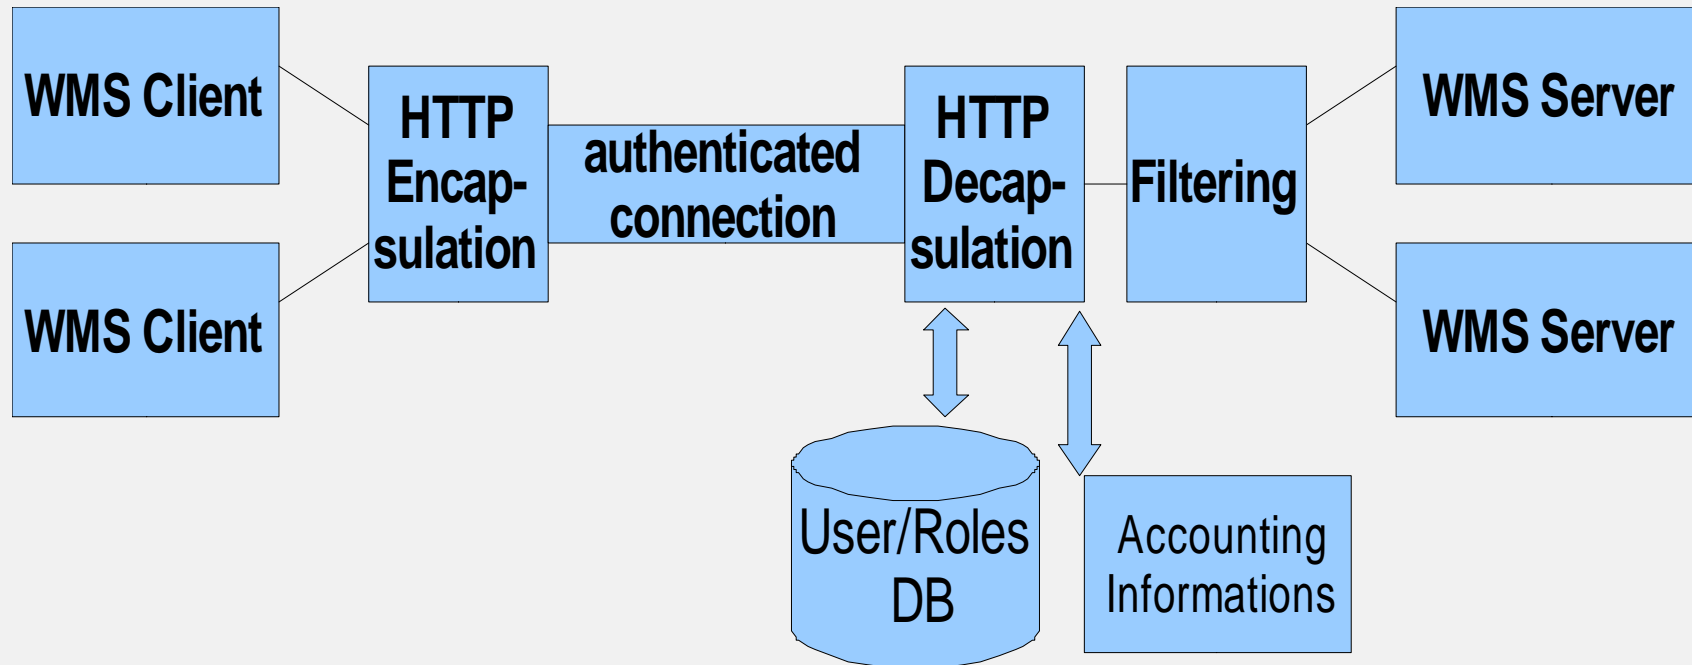 WMS Client
WMS Client
HTTP
Encap-
sulation
authenticated
connection
HTTP
Decap-
sulation
Filtering
WMS Server
WMS Server
User/Roles
DB
Accounting
Informations